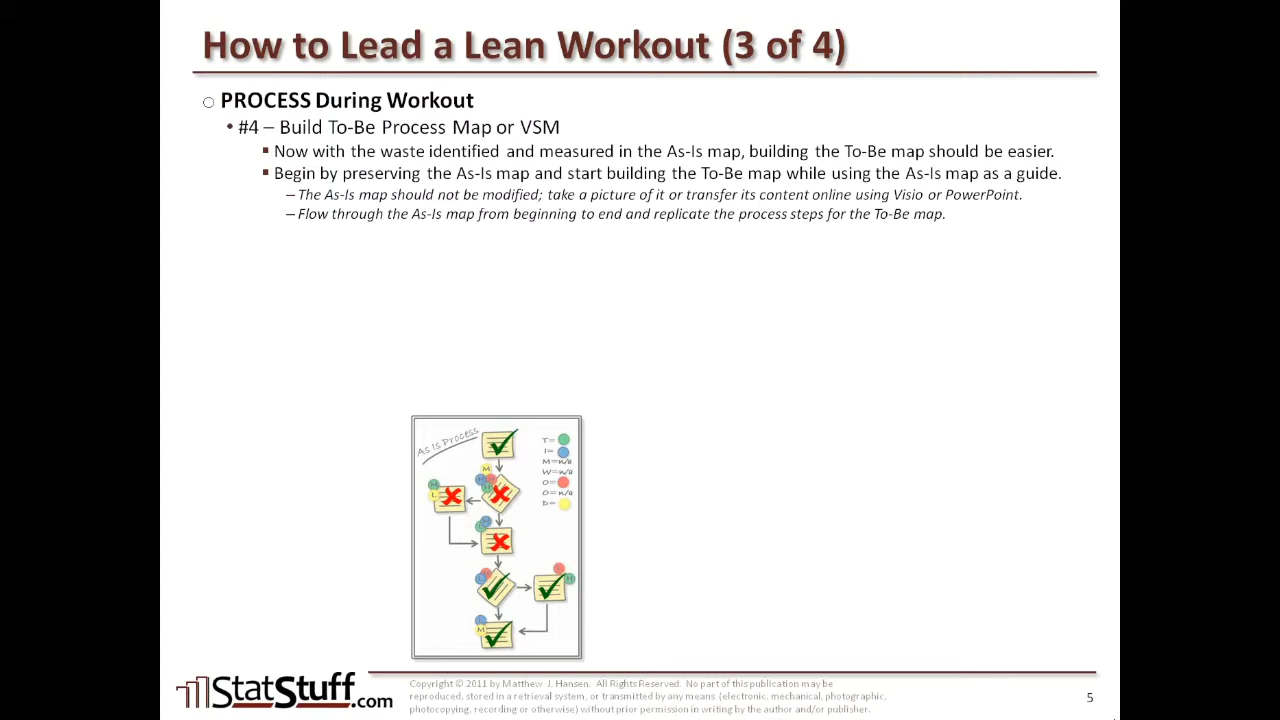 How to Lead a Lean Workout (3 of 4)
PROCESS During Workout
• #4 – Build To-Be Process Map or VSM
Now with the waste identified and measured in the As-Is map, building the To-Be map should be easier.
Begin by preserving the As-Is map and start building the To-Be map while using the As-Is map as a guide.
– The As-Is map should not be modified; take a picture of it or transfer its content online using Visio or PowerPoint.
– Flow through the As-Is map from beginning to end and replicate the process steps for the To-Be map.
As Is Process
T=
I=
M=n/a
W=n/a
O=
O=n/a
D=
M
M
L
M
L
M
StatStuff.com
Copyright © 2011 by Matthew J. Hansen. All Rights Reserved. No part of this publication may be
reproduced, stored in a retrieval system, or transmitted by any means (electronic, mechanical, photographic,
photocopying, recording or otherwise) without prior permission in writing by the author and/or publisher.
5